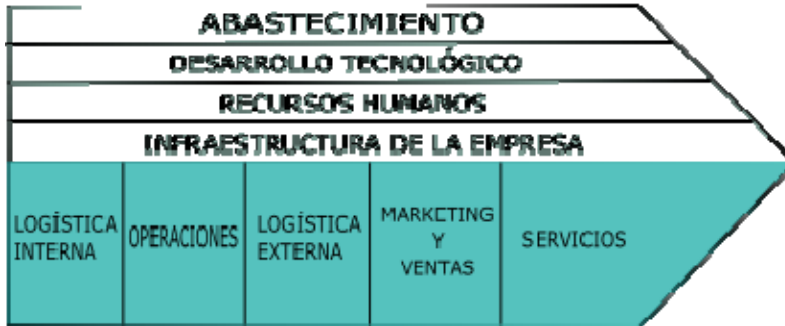 ABASTECIMIENTO
DESARROLLO TECNOLÓGICO
RECURSOS HUMANOS
INFRAESTRUCTURA DE LA EMPRESA
LOGÍSTICA
INTERNA
OPERACIONES
LOGÍSTICA
EXTERNA
MARKETING
Y
VENTAS
SERVICIOS